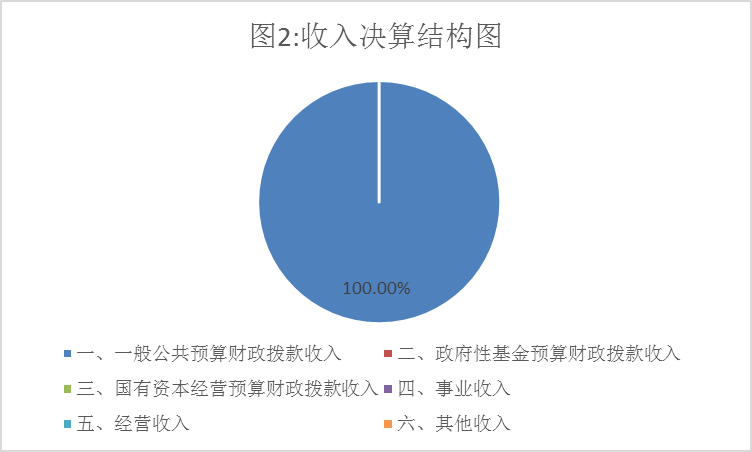 图2:收入决算结构图
100.00%
一、一般公共预算财政拨款收入
二、政府性基金预算财政拨款收入
三、国有资本经营预算财政拨款收入
四、事业收入
五、经营收入
六、其他收入